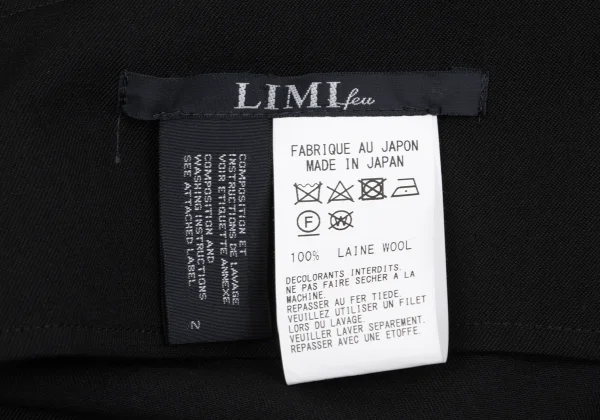 LIMI feu
COMPOSITION ET
INSTRUCTIONS DE LAVAGE
VOIR ETIQUETTE ANNEXE
COMPOSITION AND
WASHING INSTRUCTIONS
SEE ATTACHED LABEL
2
FABRIQUE AU JAPON
MADE IN JAPAN
F
W
100% LAINE WOOL
DECOLORANTS INTERDITS.
NE PAS FAIRE SECHER A LA
MACHINE.
REPASSER AU FER TIEDE.
VEUILLEZ UTILISER UN FILET
LORS DU LAVAGE.
VEUILLER LAVER SEPAREMENT.
REPASSER AVEC UNE ETOFFE.